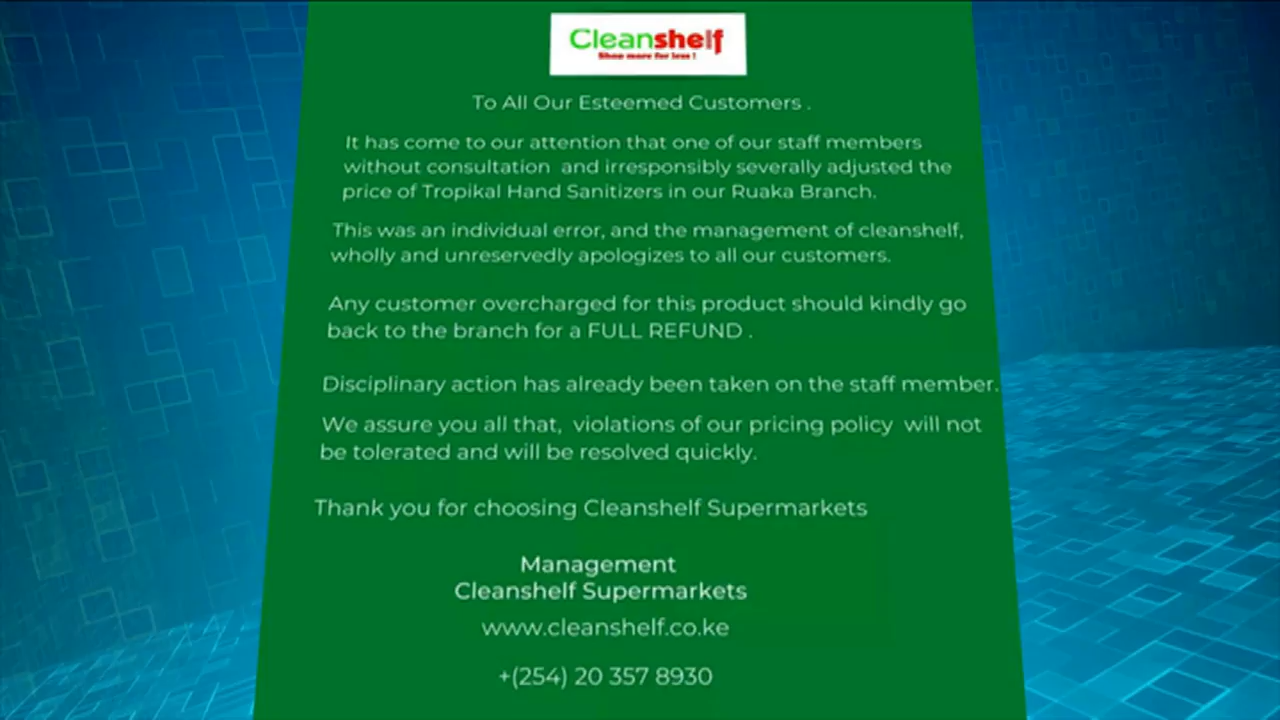 Cleanshelf
Shop more for less !
To All Our Esteemed Customers .
It has come to our attention that one of our staff members
without consultation and irresponsibly severally adjusted the
price of Tropikal Hand Sanitizers in our Ruaka Branch.
This was an individual error, and the management of cleanshelf,
wholly and unreservedly apologizes to all our customers.
Any customer overcharged for this product should kindly go
back to the branch for a FULL REFUND .
Disciplinary action has already been taken on the staff member.
We assure you all that, violations of our pricing policy will not
be tolerated and will be resolved quickly.
Thank you for choosing Cleanshelf Supermarkets
Management
Cleanshelf Supermarkets
www.cleanshelf.co.ke
+(254) 20 357 8930